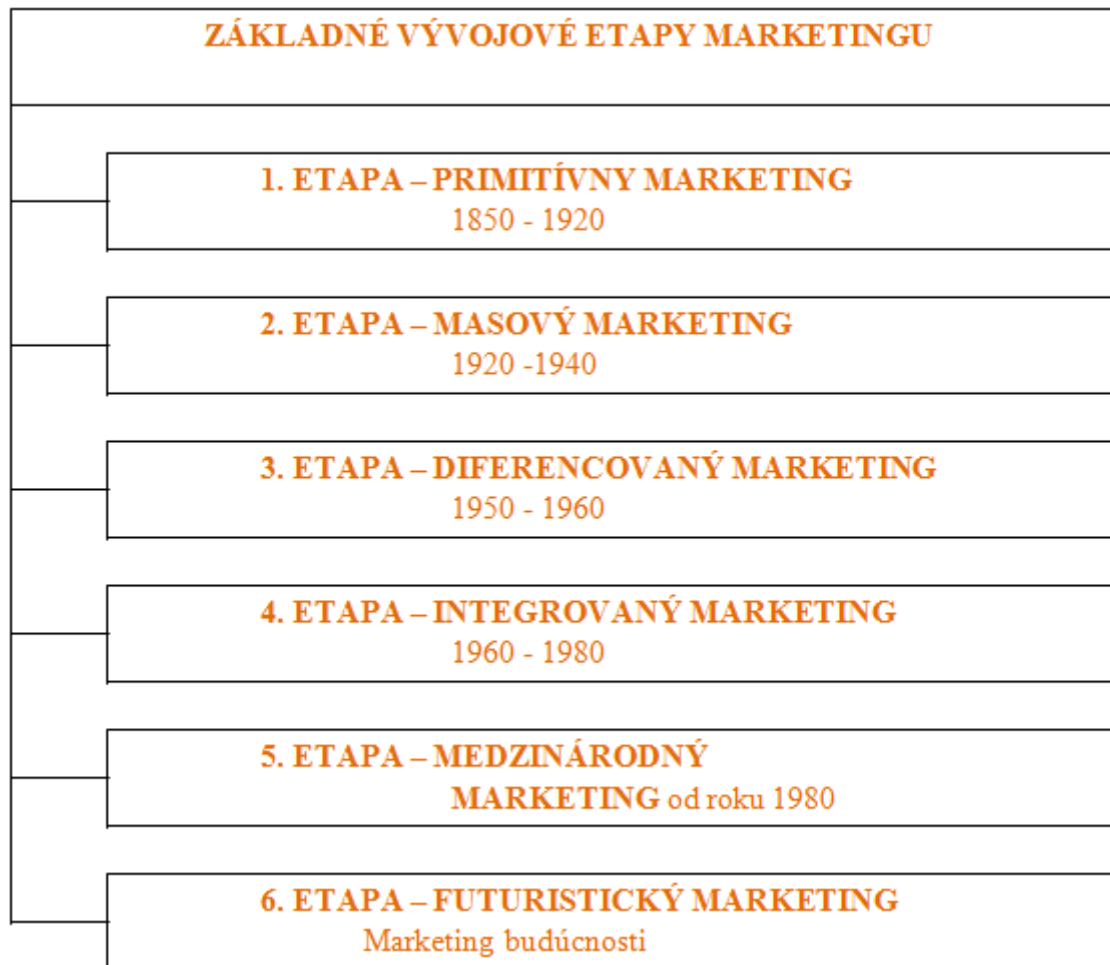 ZÁKLADNÉ VÝVOJOVÉ ETAPY MARKETINGU
1. ETAPA – PRIMITÍVNY MARKETING
1850 - 1920
2. ETAPA – MASOVÝ MARKETING
1920 -1940
3. ETAPA – DIFERENCOVANÝ MARKETING
1950 - 1960
4. ETAPA – INTEGROVANÝ MARKETING
1960 - 1980
5. ETAPA – MEDZINÁRODNÝ
MARKETING od roku 1980
6. ETAPA – FUTURISTICKÝ MARKETING
Marketing budúcnosti